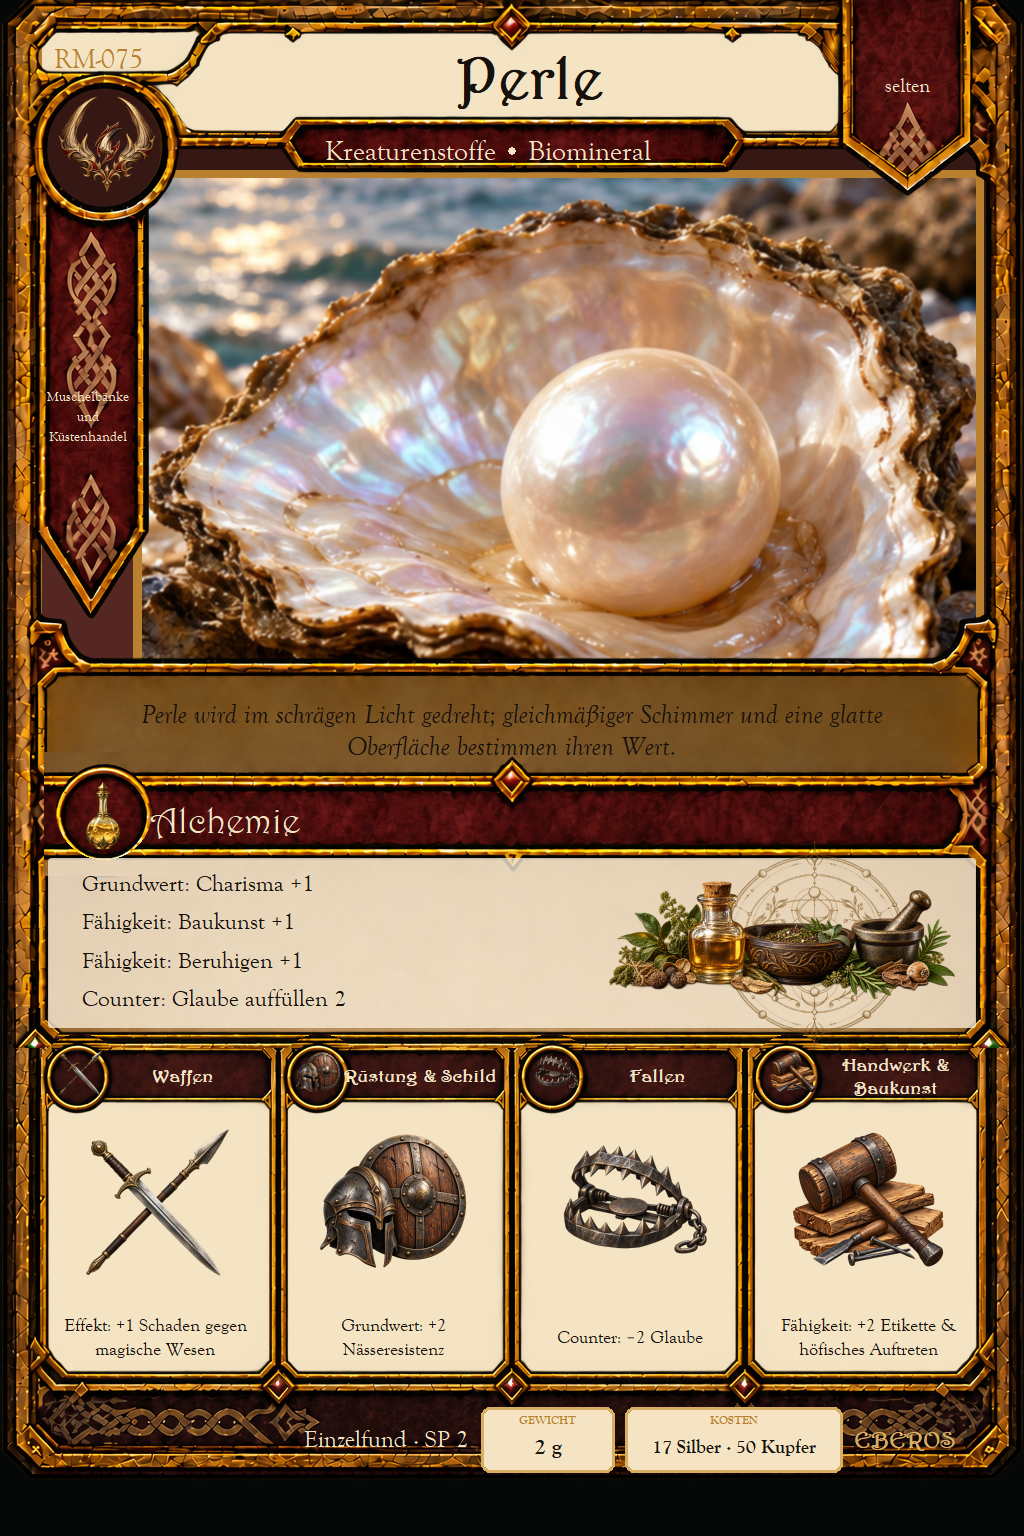 RM-075
Perle
selten
Kreaturenstoffe • Biomineral
Muschelbänke
und
Küstenhandel
Perle wird im schrägen Licht gedreht; gleichmäßiger Schimmer und eine glatte
Oberfläche bestimmen ihren Wert.
Alchemie
Grundwert: Charisma +1
Fähigkeit: Baukunst +1
Fähigkeit: Beruhigen +1
Counter: Glaube auffüllen 2
Waffen
Effekt: +1 Schaden gegen
magische Wesen
Rüstung & Schild
Grundwert: +2
Nässeresistenz
Fallen
Counter: −2 Glaube
Handwerk &
Baukunst
Fähigkeit: +2 Etikette &
höfisches Auftreten
Einzelfund · SP 2
GEWICHT
2 g
KOSTEN
17 Silber · 50 Kupfer
EBEROS